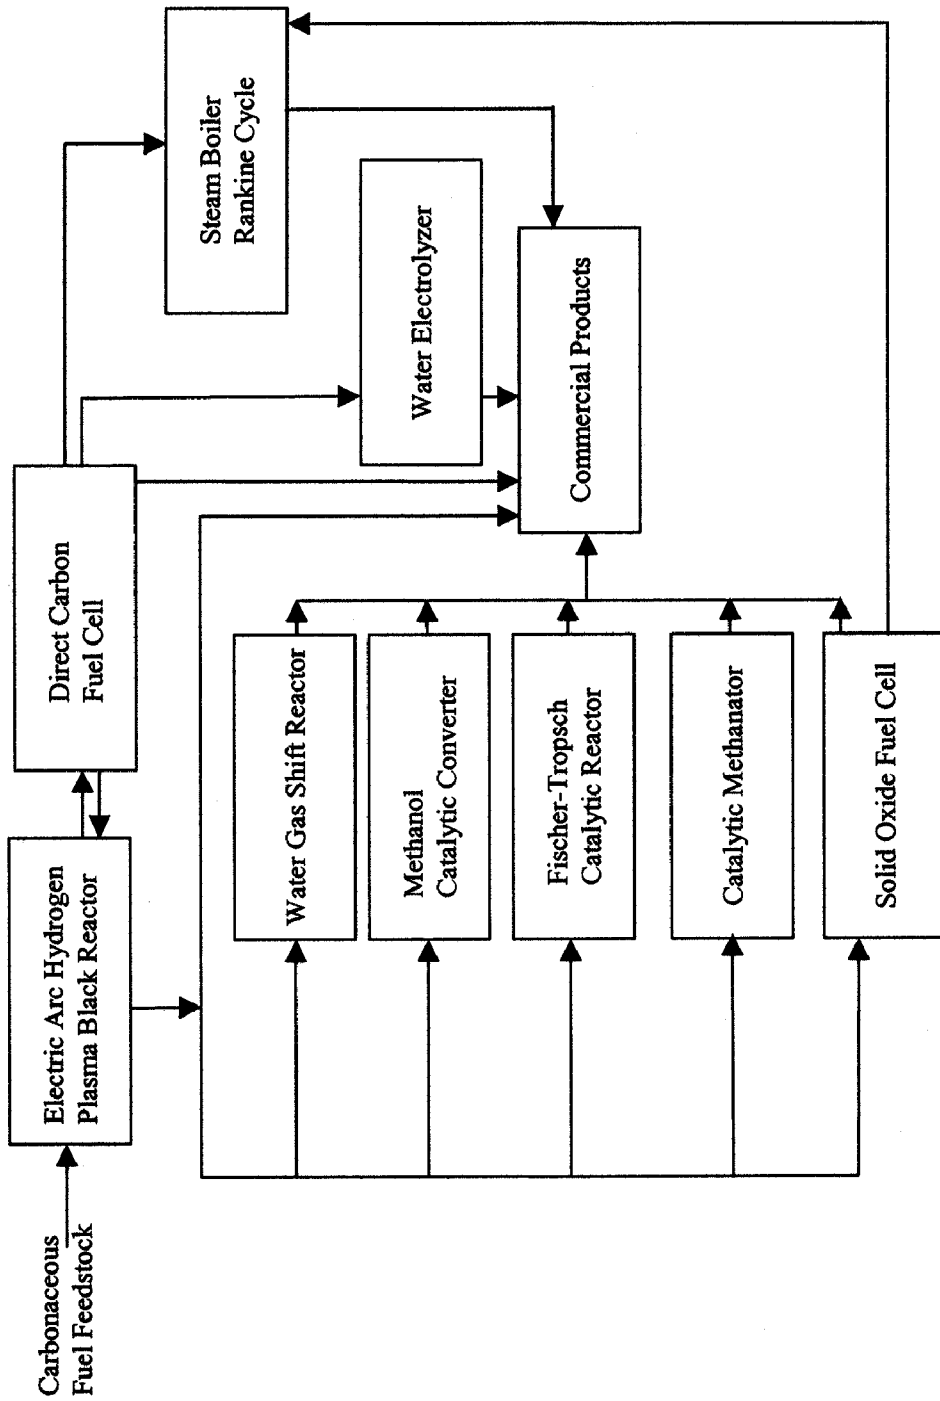 Carbonaceous
Fuel Feedstock
Electric Arc Hydrogen
Plasma Black Reactor
Direct Carbon
Fuel Cell
Steam Boiler
Rankine Cycle
Water Electrolyzer
Commercial Products
Water Gas Shift Reactor
Methanol
Catalytic Converter
Fischer-Tropsch
Catalytic Reactor
Catalytic Methanator
Solid Oxide Fuel Cell